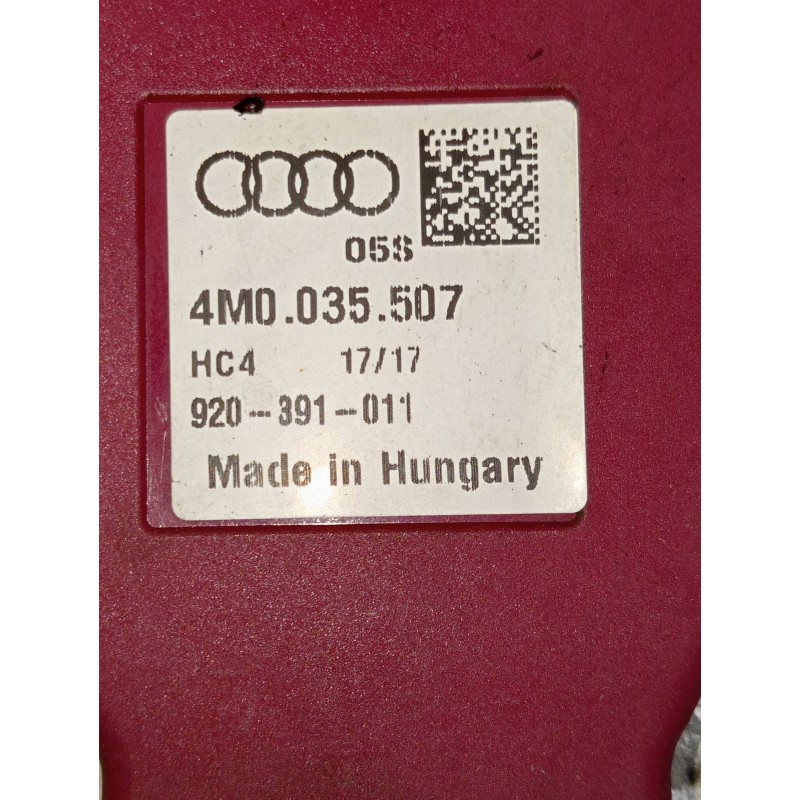 05S
4M0.035.507
HC4 17/17
920-391-011
Made in Hungary